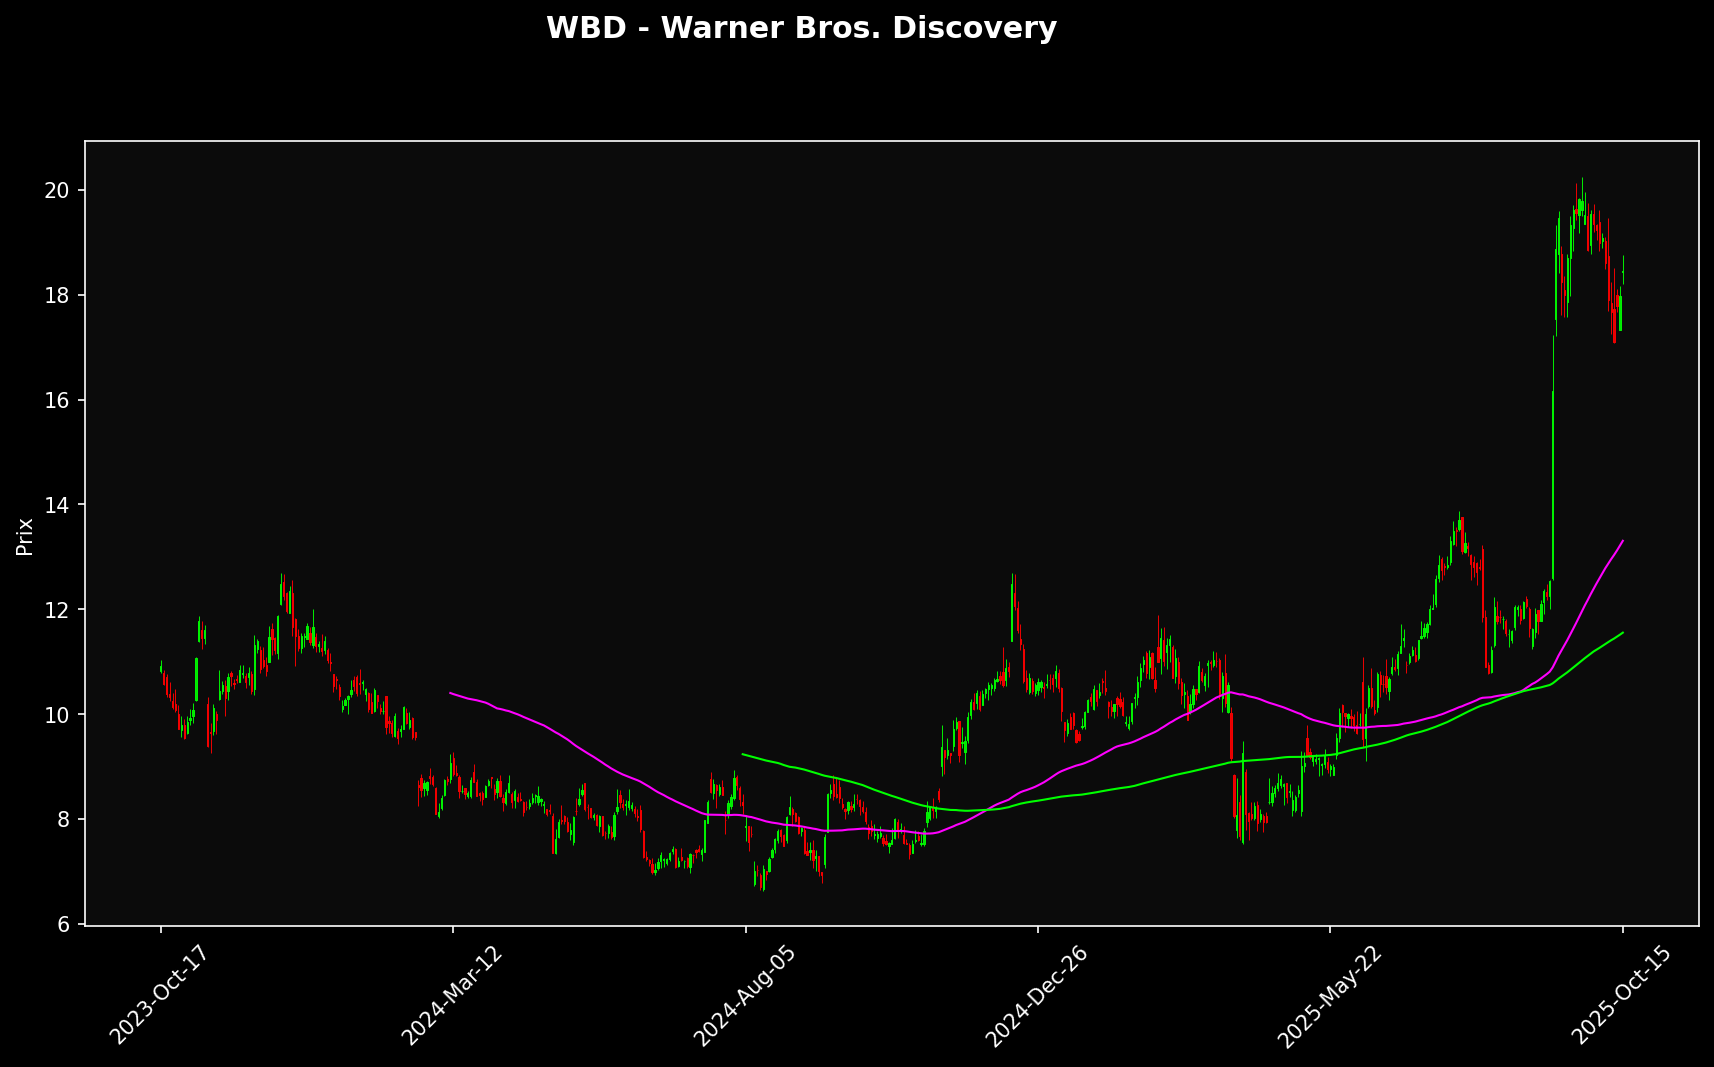 WBD - Warner Bros. Discovery
Prix
20
18
16
14
12
10
8
6
2023-Oct-17
2024-Mar-12
2024-Aug-05
2024-Dec-26
2025-May-22
2025-Oct-15